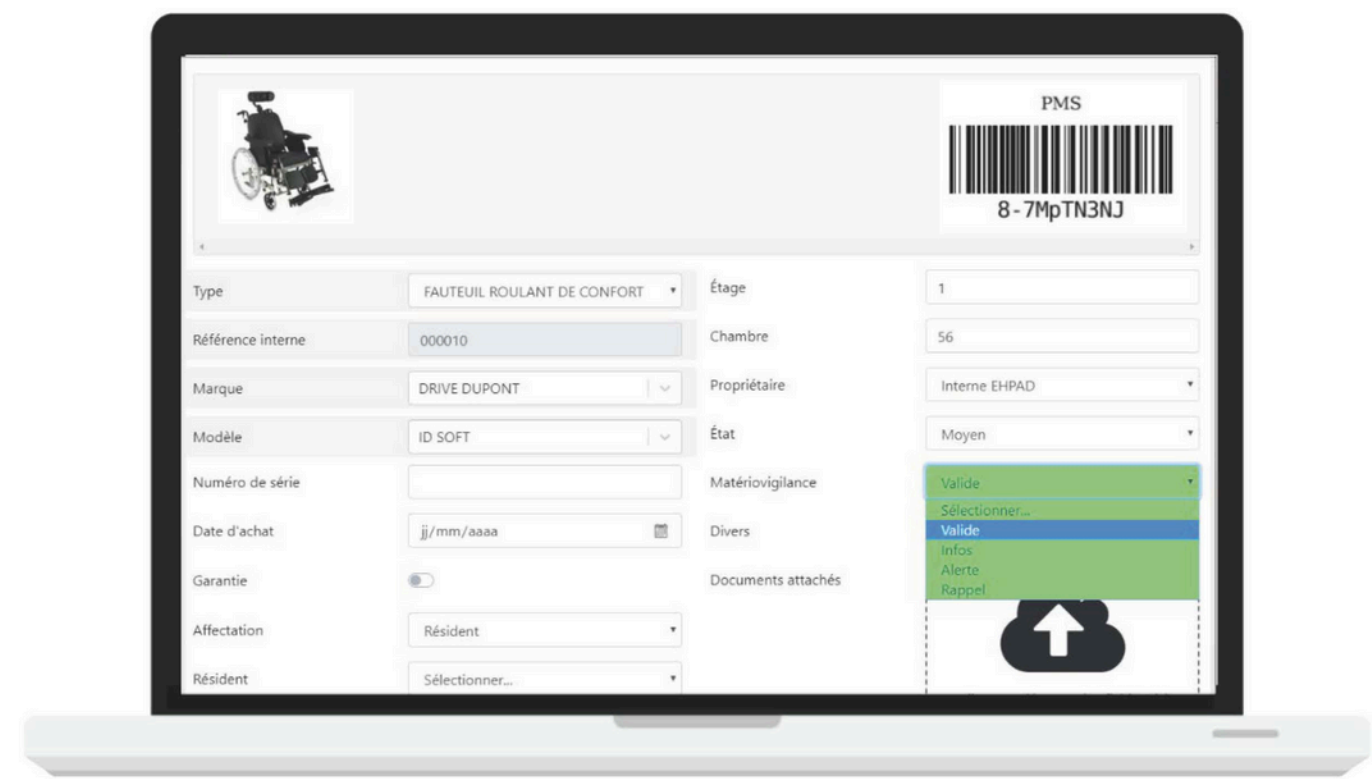 PMS
8-7MpTN3NJ
Type
FAUTEUIL ROULANT DE CONFORT
Référence interne
000010
Marque
DRIVE DUPONT
Modèle
ID SOFT
Numéro de série
Date d'achat
jj/mm/aaaa
Garantie
Affectation
Résident
Résident
Sélectionner...
Étage
1
Chambre
56
Propriétaire
Interne EHPAD
État
Moyen
Matériovigilance
Valide
Sélectionner...
Valide
Infos
Alerte
Rappel
Divers
Documents attachés